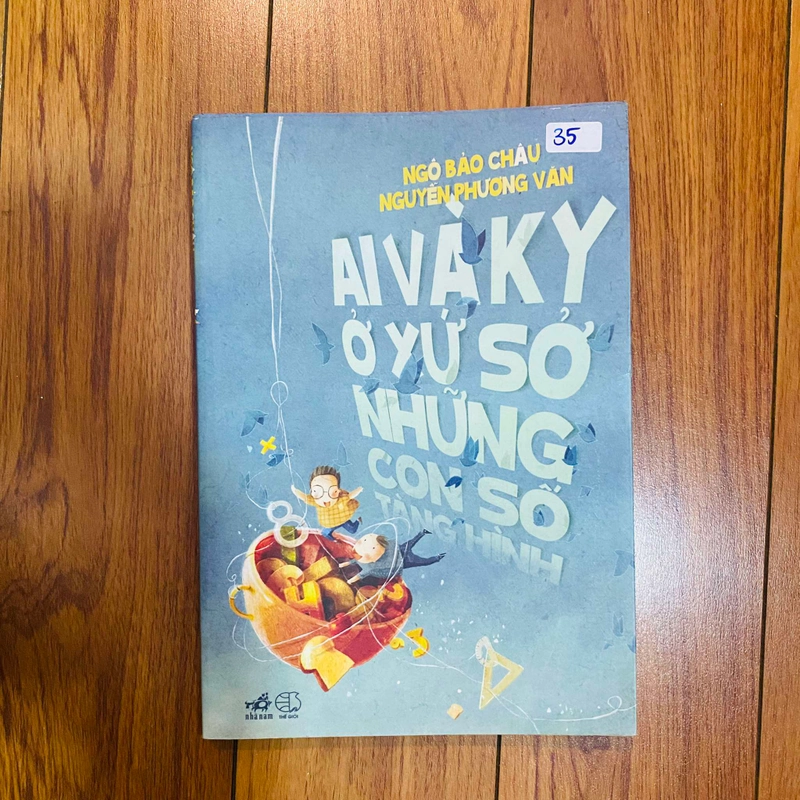 35
NGÔ BẢO CHÂU
NGUYỄN PHƯƠNG VĂN
AI VÀ KY
Ở XỨ SỞ
NHỮNG
CON SỐ
TÀNG HÌNH
8
nhã nam
THẾ GIỚI